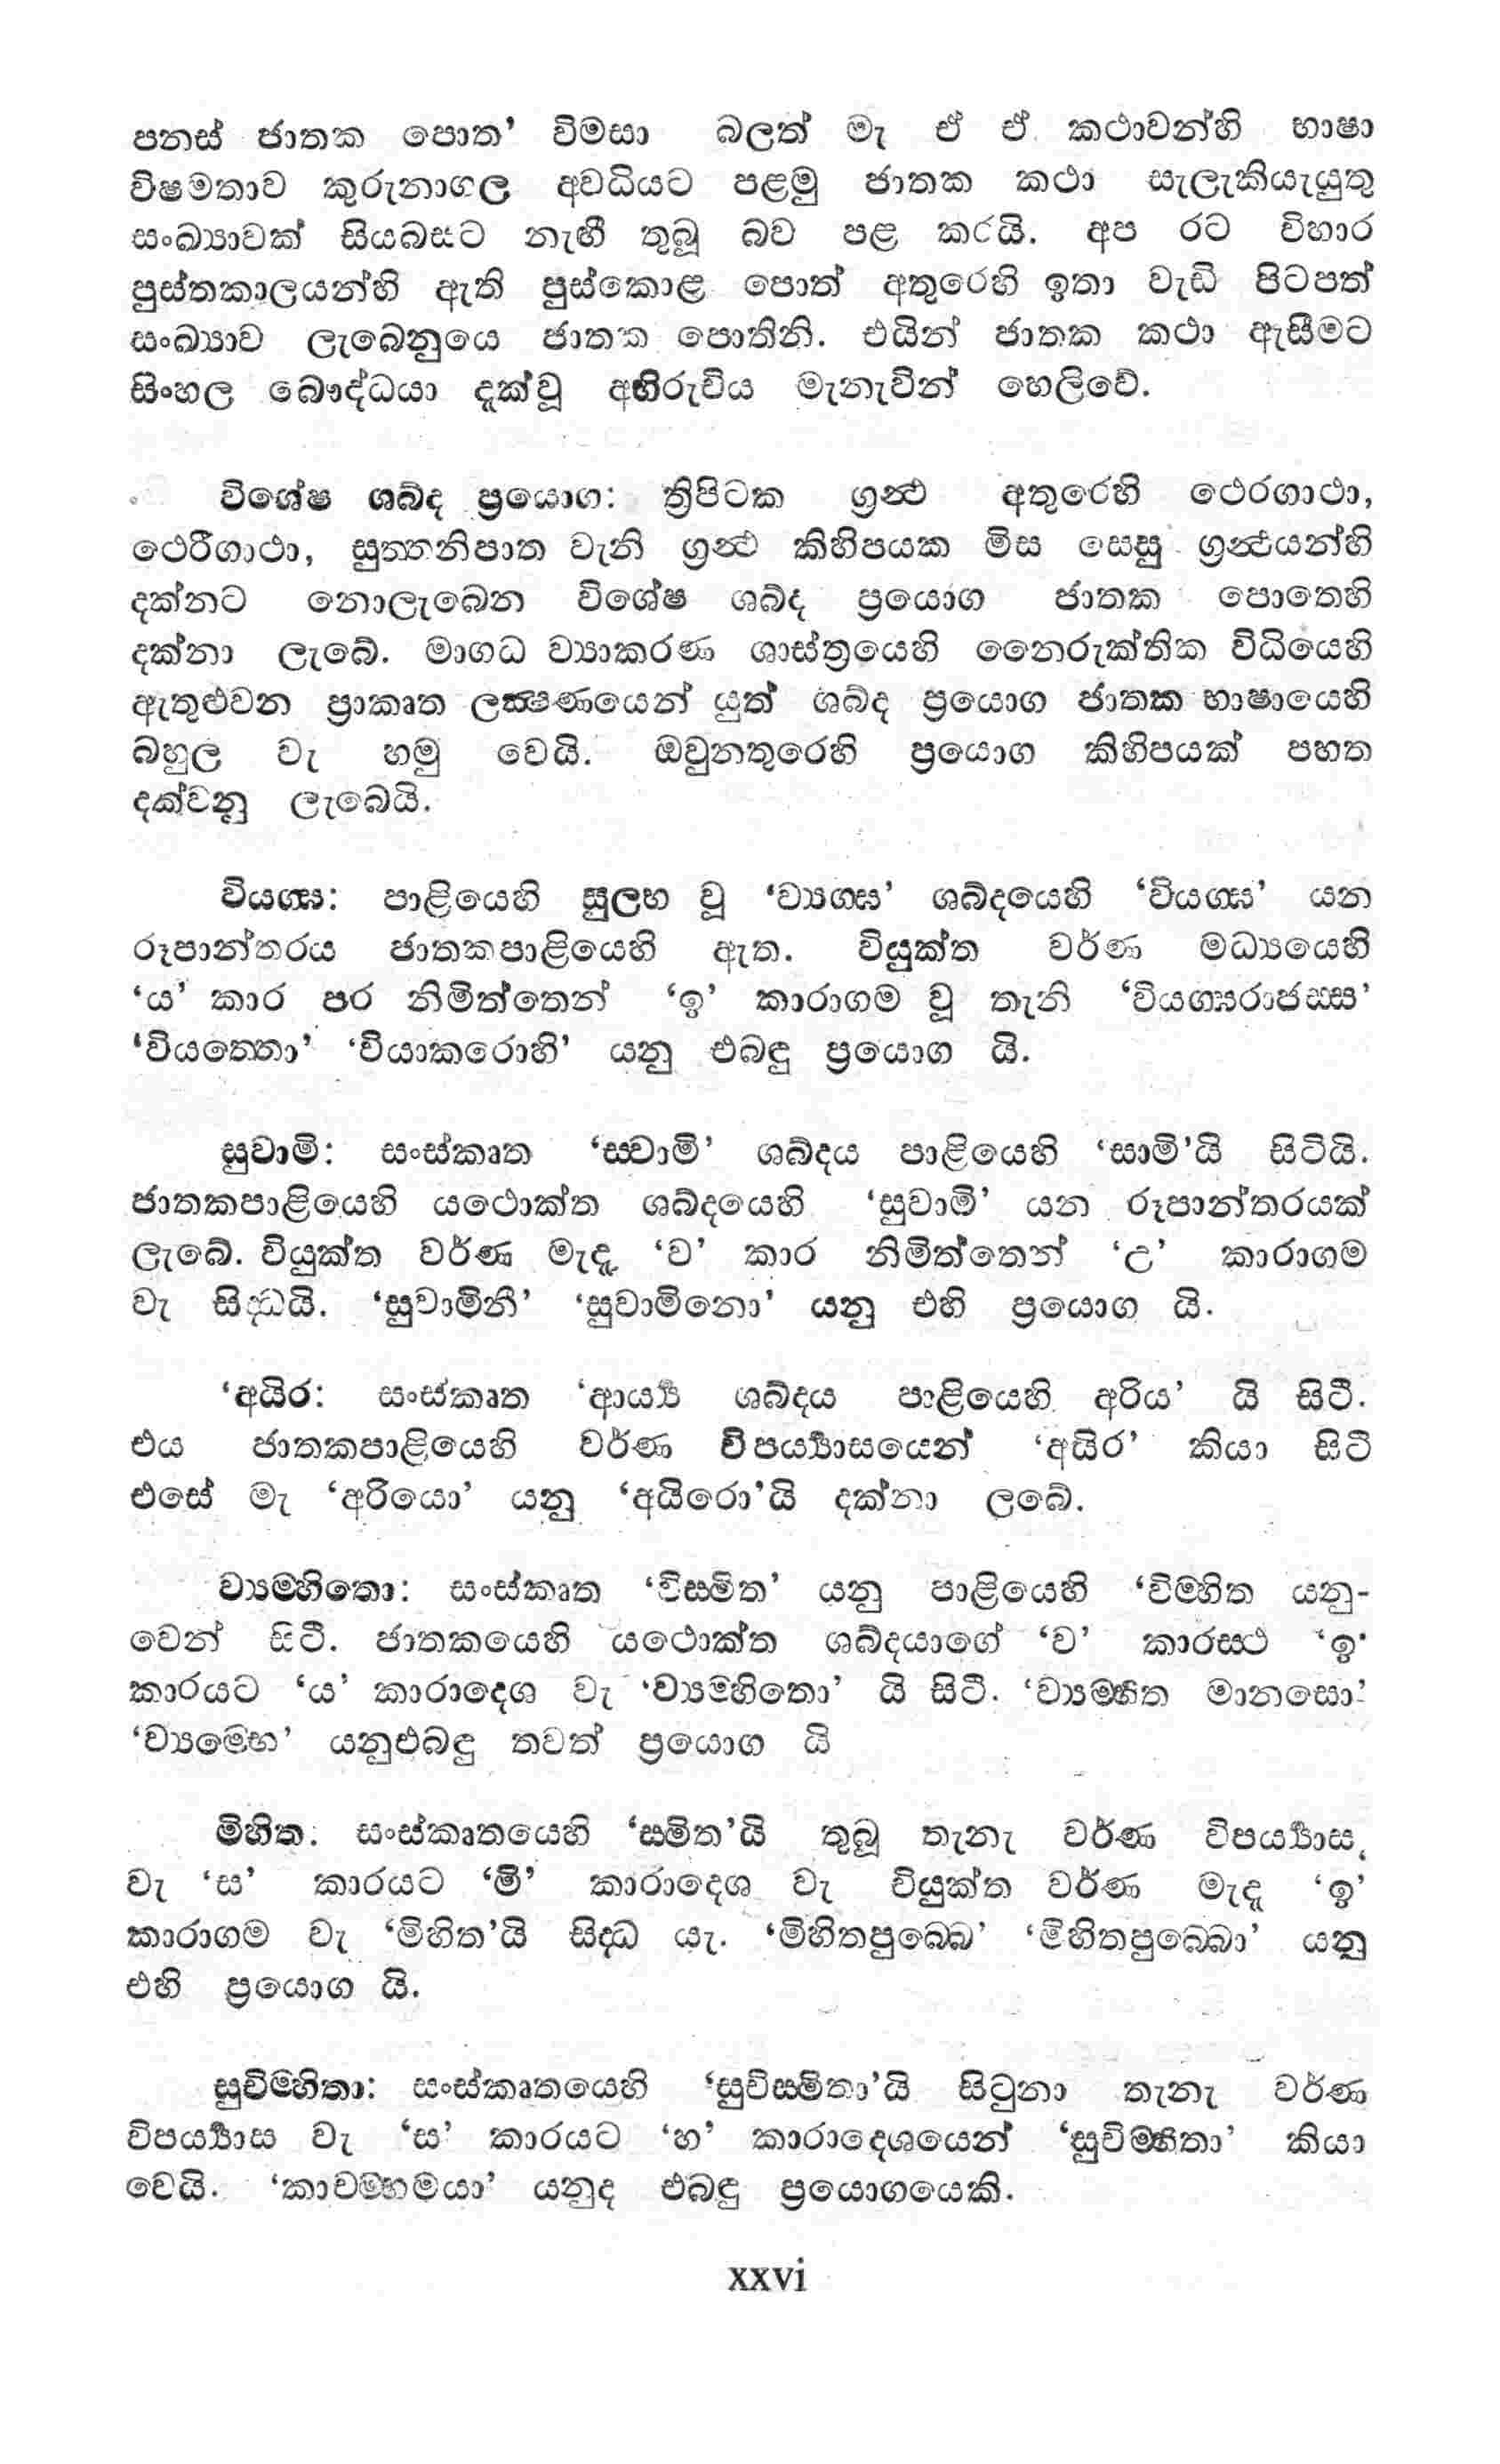 පනස් ජාතක පොත’ විමසා බලත් මැ ඒ ඒ කථාවන්හි භාෂා
විෂමතාව කුරුනාගල අවධියට පළමු ජාතක කථා සැලැකියැයුතු
සංඛ්‍යාවක් සියබසට නැඟී තුබූ බව පළ කරයි. අප රට විහාර
පුස්තකාලයන්හි ඇති පුස්කොළ පොත් අතුරෙහි ඉතා වැඩි පිටපත්
සංඛ්‍යාව ලැබෙනුයෙ ජාතක පොතිනි. එයින් ජාතක කථා ඇසීමට
සිංහල බෞද්ධයා දැක්වූ අභිරුචිය මැනැවින් හෙලිවේ.
විශේෂ ශබ්ද ප්‍රයොග: ත්‍රිපිටක ග්‍රන්‍ථ අතුරෙහි ථෙරගාථා,
ථෙරීගාථා, සුත්‍තනිපාත වැනි ග්‍රන්‍ථ කිහිපයක මිස සෙසු ග්‍රන්‍ථයන්හි
දක්නට නොලැබෙන විශේෂ ශබ්ද ප්‍රයොග ජාතක පොතෙහි
දක්නා ලැබේ. මාගධ ව්‍යාකරණ ශාස්ත්‍රයෙහි නෛරුක්තික විධියෙහි
ඇතුළුවන ප්‍රාකෘත ලක්‍ෂණයෙන් යුත් ශබ්ද ප්‍රයොග ජාතක භාෂායෙහි
බහුල වැ හමු වෙයි. ඔවුනතුරෙහි ප්‍රයොග කිහිපයක් පහත
දක්වනු ලැබෙයි.
වියග්‍ඝ: පාළියෙහි සුලභ වූ ‘ව්‍යග්‍ඝ’ ශබ්දයෙහි ‘වියග්‍ඝ’ යන
රූපාන්තරය ජාතකපාළියෙහි ඇත. වියුක්ත වර්ණ මධ්‍යයෙහි
‘ය’ කාර පර නිමිත්තෙන් ‘ඉ’ කාරාගම වූ තැනි ‘වියග්‍ඝරාජස්‍ස’
‘වියත්‍තො’ ‘වියාකරොහි’ යනු එබඳු ප්‍රයොග යි.
සුවාමි: සංස්කෘත ‘ස්‍වාමි’ ශබ්දය පාළියෙහි ‘සාමි’යි සිටියි.
ජාතකපාළියෙහි යථොක්ත ශබ්දයෙහි ‘සුවාමි’ යන රූපාන්තරයක්
ලැබේ. වියුක්ත වර්ණ මැදැ ‘ව’ කාර නිමිත්තෙන් ‘උ’ කාරාගම
වැ සිද්‍ධයි. ‘සුවාමිනී’ ‘සුවාමිනො’ යනු එහි ප්‍රයොග යි.
‘අයිර: සංස්කෘත ‘ආර්‍ය්‍ය ශබ්දය පාළියෙහි අරිය’ යි සිටී.
එය ජාතකපාළියෙහි වර්ණ විපර්‍ය්‍යාසයෙන් ‘අයිර’ කියා සිටී
එසේ මැ ‘අරියො’ යනු ‘අයිරො’යි දක්නා ලබේ.
ව්‍යම්හිතො: සංස්කෘත ‘විස්‍මිත’ යනු පාළියෙහි ‘විම්හිත යනු-
වෙන් සිටී. ජාතකයෙහි යථොක්ත ශබ්දයාගේ ‘ව’ කාරස්‍ථ ‘ඉ’
කාරයට ‘ය’ කාරාදෙශ වැ ‘ව්‍යම්හිතො’ යි සිටී. ‘ව්‍යම්‍හිත මානසො’
‘ව්‍යම්‍හෙ’ යනුඑබඳු තවත් ප්‍රයොග යි
මිහිත: සංස්කෘතයෙහි ‘ස්‍මිත’යි තුබූ තැනැ වර්ණ විපර්‍ය්‍යාස
වැ ‘ස’ කාරයට ‘මි’ කාරාදෙශ වැ වියුක්ත වර්ණ මැදැ ‘ඉ’
කාරාගම වැ ‘මිහිත’යි සිද්‍ධ යැ. ‘මිහිතපුබ්‍බෙ’ ‘මිහිතපුබ්‍බො’ යනු
එහි ප්‍රයොග යි.
සුවිම්හිතා: සංස්කෘතයෙහි ‘සුවිස්‍මිතා’යි සිටුනා තැනැ වර්ණ
විපර්‍ය්‍යාස වැ ‘ස’ කාරයට ‘හ’ කාරාදෙශයෙන් ‘සුවිම්‍හිතා’ කියා
වෙයි. ‘කාචම්‍හමයා’ යනුද එබඳු ප්‍රයොගයෙකි.
xxvi